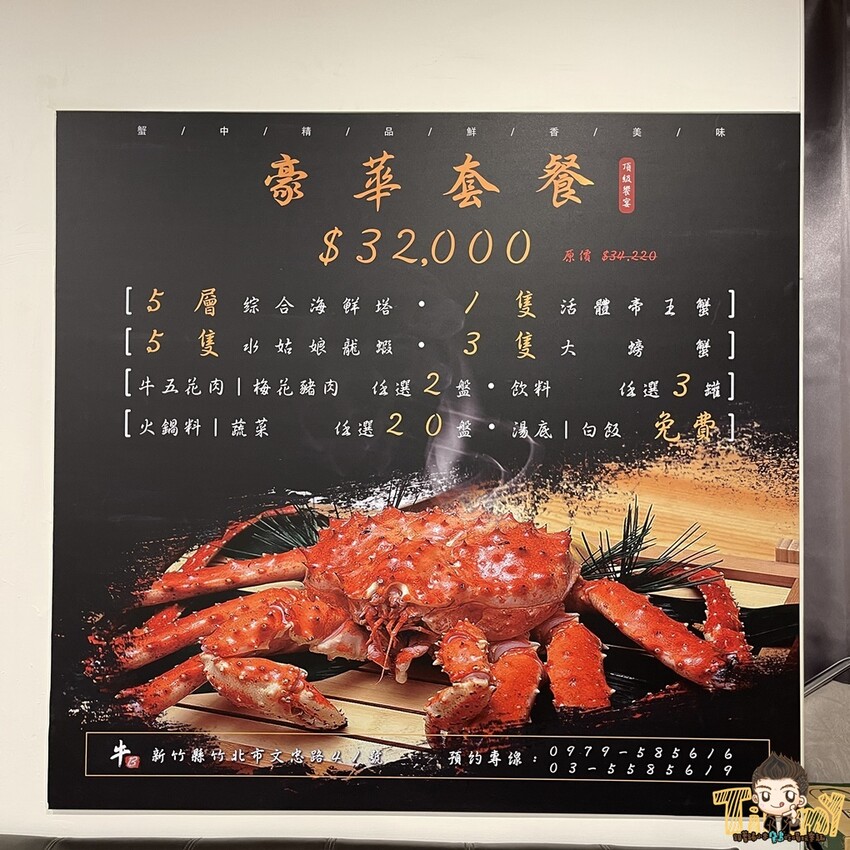 蟹 / 中 / 精 / 品 / 鮮 / 香 / 美 / 味
豪華套餐 頂級饗宴
$32,000 原價 $34,220
[5層 綜合海鮮塔 • 1隻 活體帝王蟹]
[5隻 水姑娘龍蝦 • 3隻 大螃蟹]
[牛五花肉|梅花豬肉 任選2盤 • 飲料 任選3罐]
[火鍋料|蔬菜 任選20盤 • 湯底|白飯 免費]
牛 B 新竹縣竹北市文忠路41號 預約專線:0979-585616
03-5585619